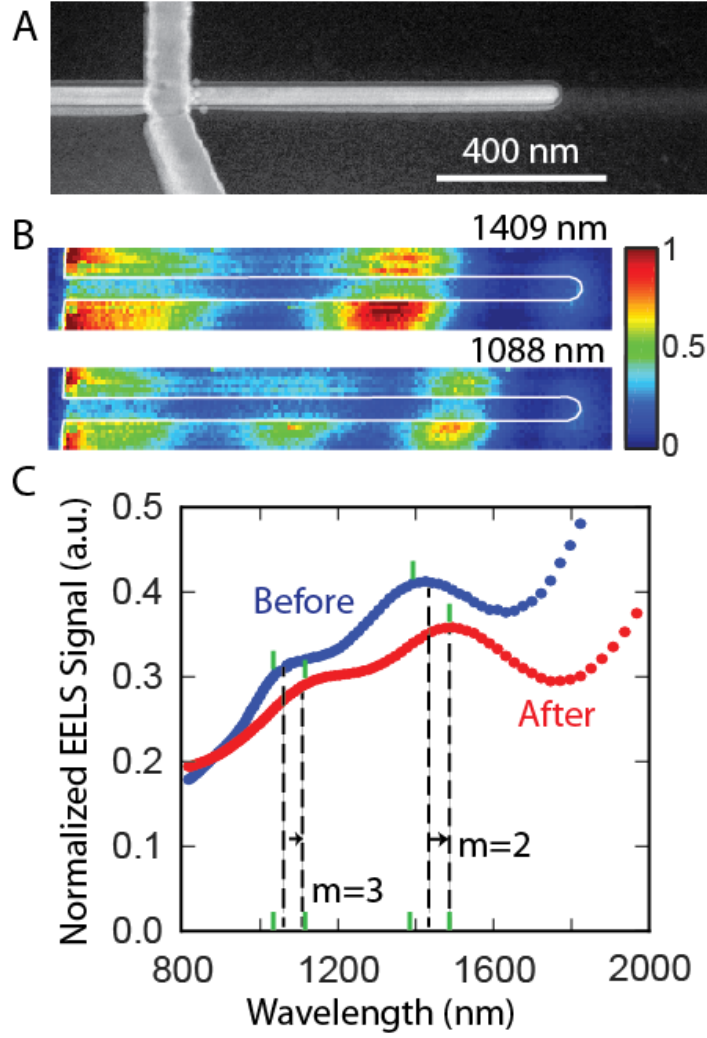 A
400 nm
B
1409 nm
1088 nm
1
0.5
0
C
0.5
0.4
0.3
0.2
0.1
0.0
Normalized EELS Signal (a.u.)
Before
After
m=3
m=2
800
1200
1600
2000
Wavelength (nm)